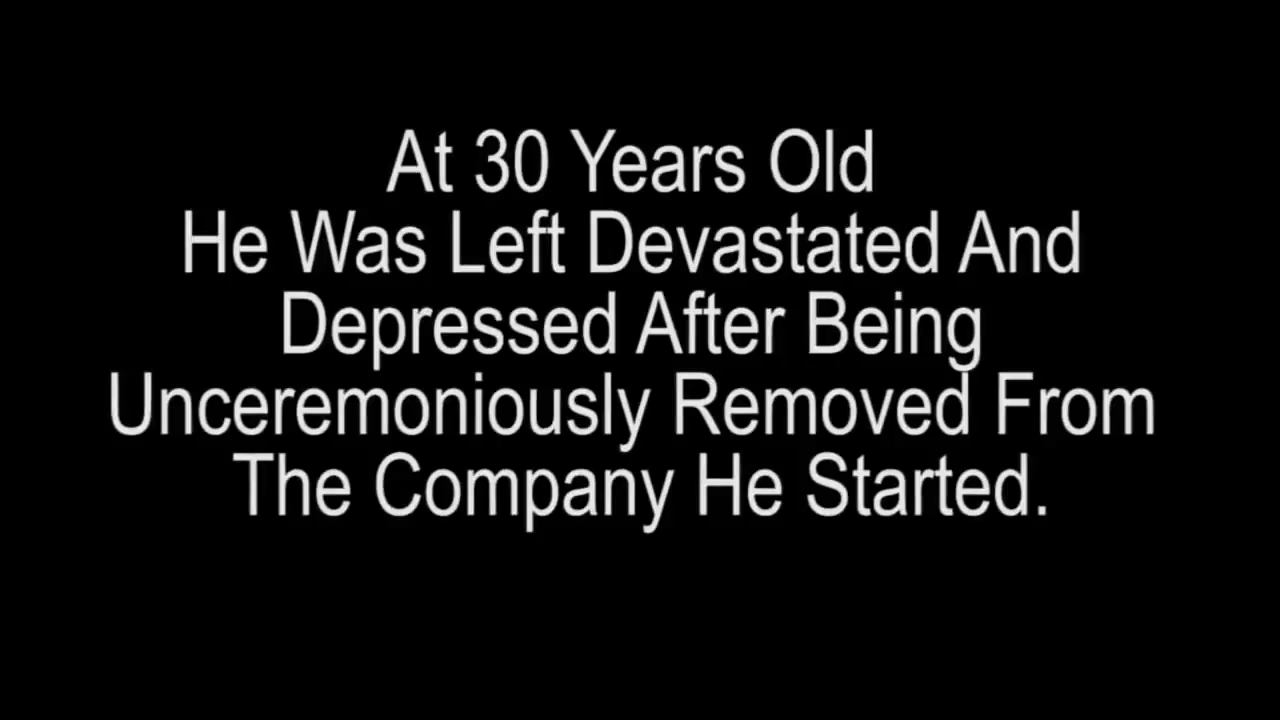 At 30 Years Old
He Was Left Devastated And
Depressed After Being
Unceremoniously Removed From
The Company He Started.